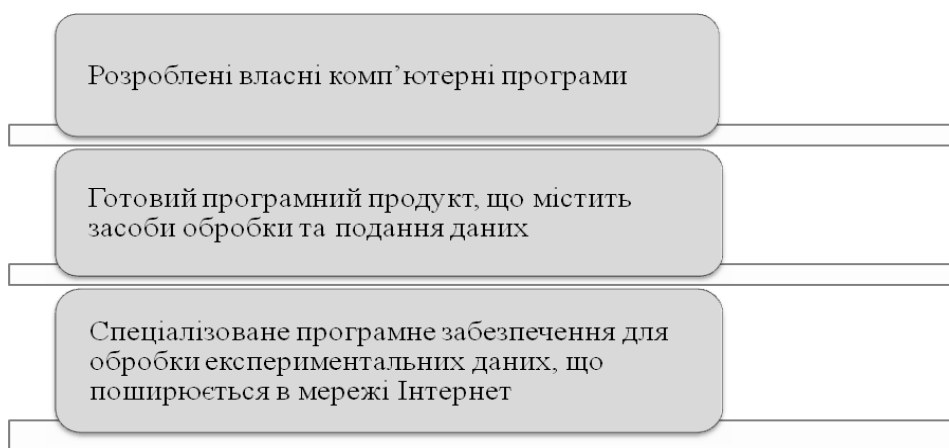 Розроблені власні комп’ютерні програми
Готовий програмний продукт, що містить
засоби обробки та подання даних
Спеціалізоване програмне забезпечення для
обробки експериментальних даних, що
поширюється в мережі Інтернет